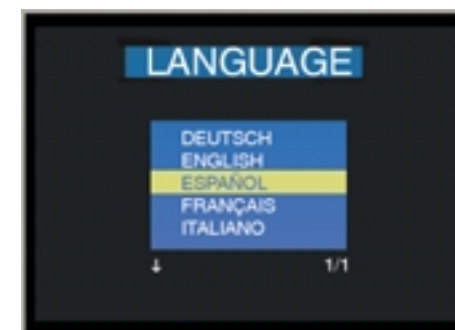 LANGUAGE
DEUTSCH
ENGLISH
ESPAÑOL
FRANÇAIS
ITALIANO
↓ 1/1